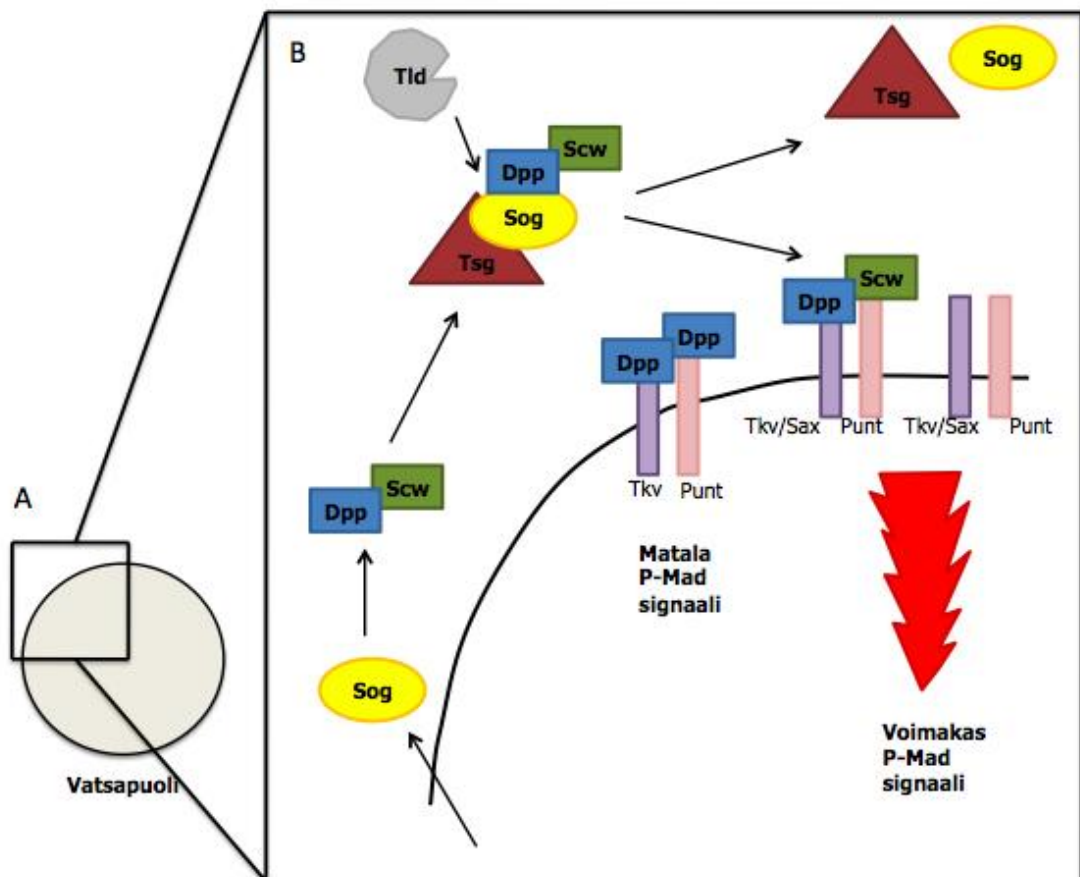 A
Vatsapuoli
B
Tld
Scw
Dpp
Sog
Tsg
Tsg
Sog
Scw
Dpp
Dpp
Dpp
Tkv/Sax Punt Tkv/Sax Punt
Tkv Punt
Scw
Dpp
Matala
P-Mad
signaali
Sog
Voimakas
P-Mad
signaali